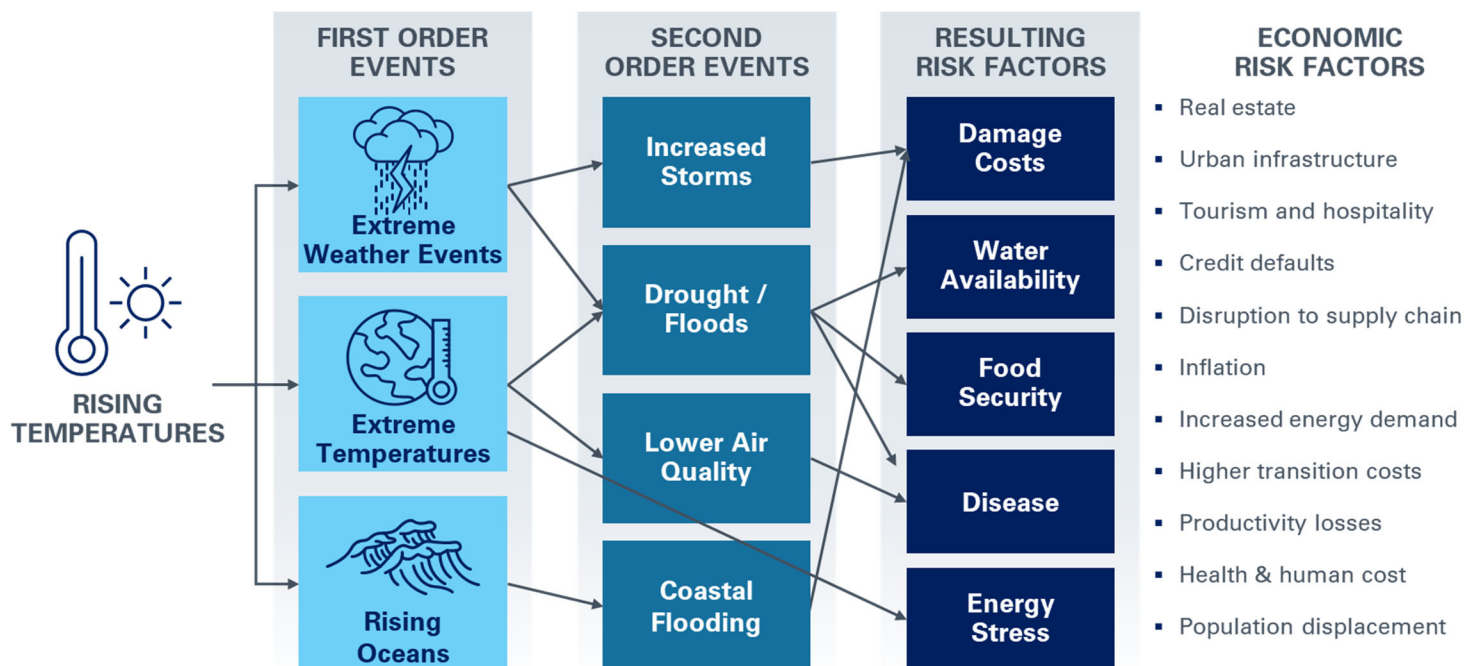 RISING
TEMPERATURES
FIRST ORDER
EVENTS
Extreme
Weather Events
Extreme
Temperatures
Rising
Oceans
SECOND
ORDER EVENTS
Increased
Storms
Drought /
Floods
Lower Air
Quality
Coastal
Flooding
RESULTING
RISK FACTORS
Damage
Costs
Water
Availability
Food
Security
Disease
Energy
Stress
ECONOMIC
RISK FACTORS
▪ Real estate
▪ Urban infrastructure
▪ Tourism and hospitality
▪ Credit defaults
▪ Disruption to supply chain
▪ Inflation
▪ Increased energy demand
▪ Higher transition costs
▪ Productivity losses
▪ Health & human cost
▪ Population displacement